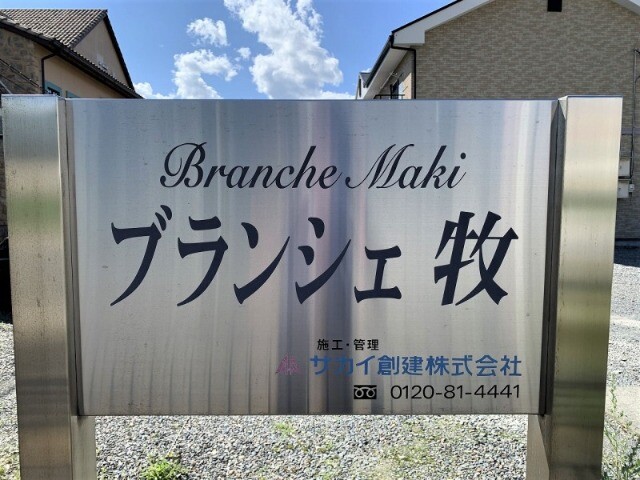 Branche Maki
ブランシェ 牧
施工・管理
サカイ創建株式会社
0120-81-4441